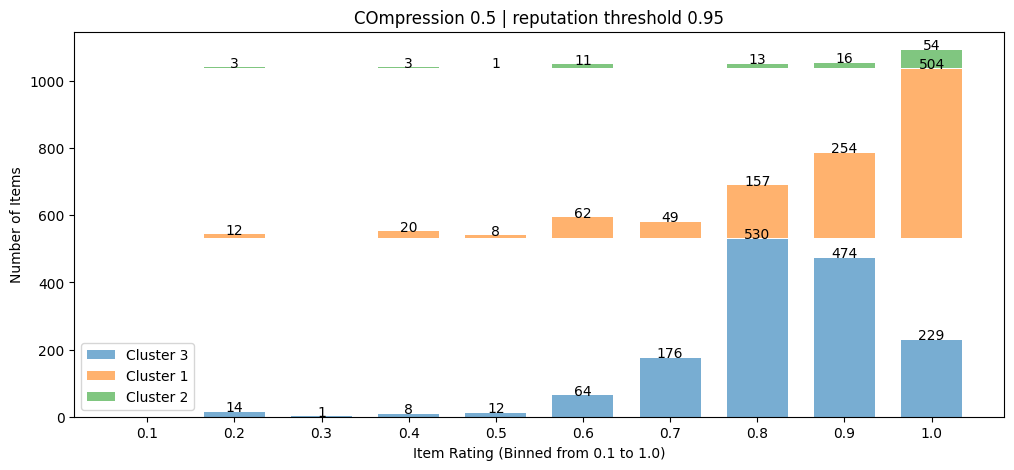 COmpression 0.5 | reputation threshold 0.95
Number of Items
1000
800
600
400
200
0
3 3 1 11 13 16 54
12 20 8 62 49 157 254 504
14 1 8 12 64 176 530 474 229
Cluster 3
Cluster 1
Cluster 2
0.1 0.2 0.3 0.4 0.5 0.6 0.7 0.8 0.9 1.0
Item Rating (Binned from 0.1 to 1.0)